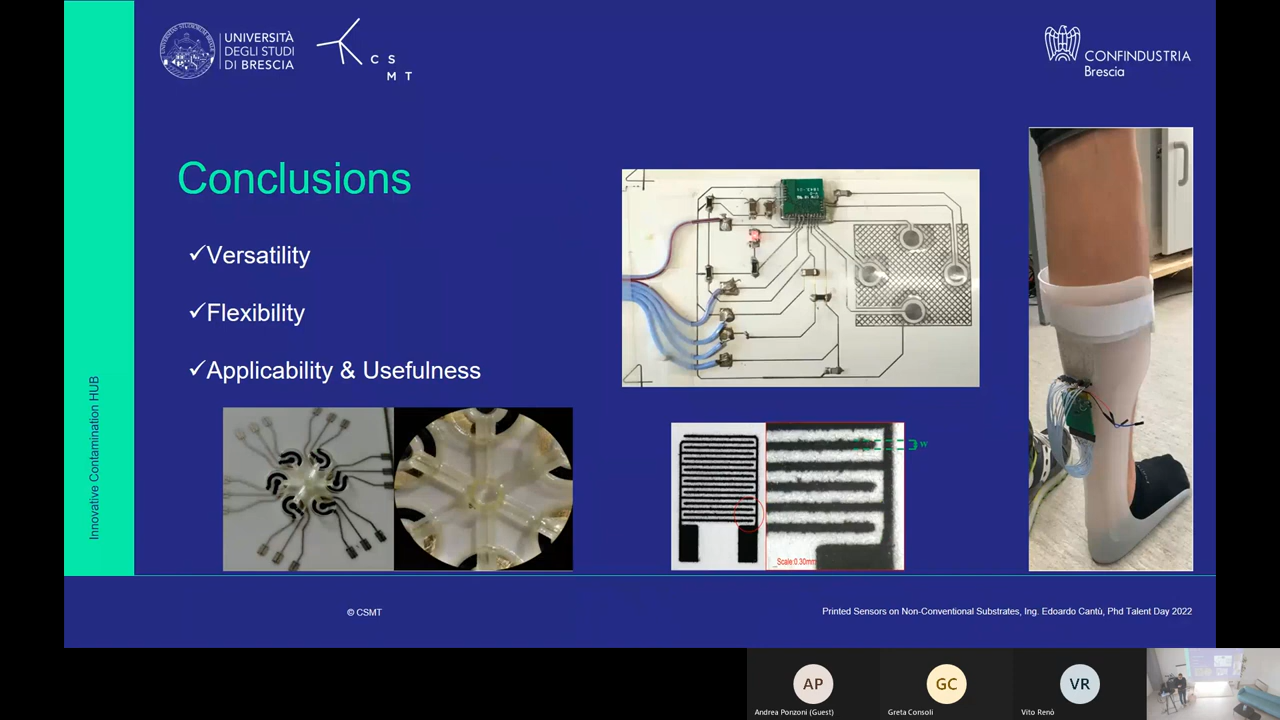 UNIVERSITÀ
DEGLI STUDI
DI BRESCIA
C S
M T
CONFINDUSTRIA
Brescia
Conclusions
✓Versatility
✓Flexibility
✓Applicability & Usefulness
Innovative Contamination HUB
w
Scale:0.30mm
© CSMT
Printed Sensors on Non-Conventional Substrates, Ing. Edoardo Cantù, Phd Talent Day 2022
AP
GC
VR
Andrea Ponzoni (Guest)
Greta Consoli
Vito Renò